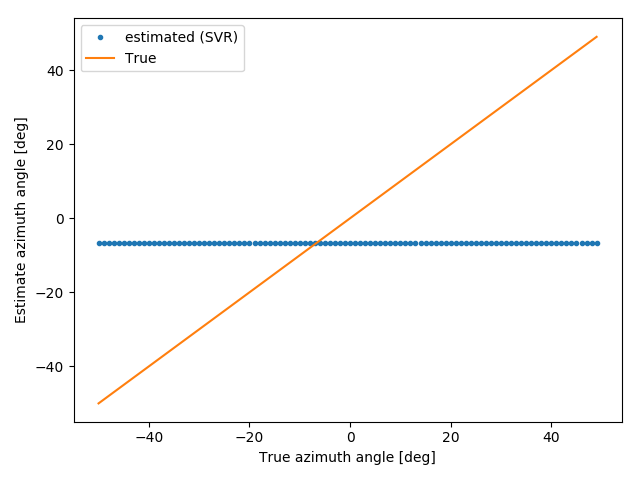 estimated (SVR)
True
40
20
0
−20
−40
Estimate azimuth angle [deg]
−40 −20 0 20 40
True azimuth angle [deg]